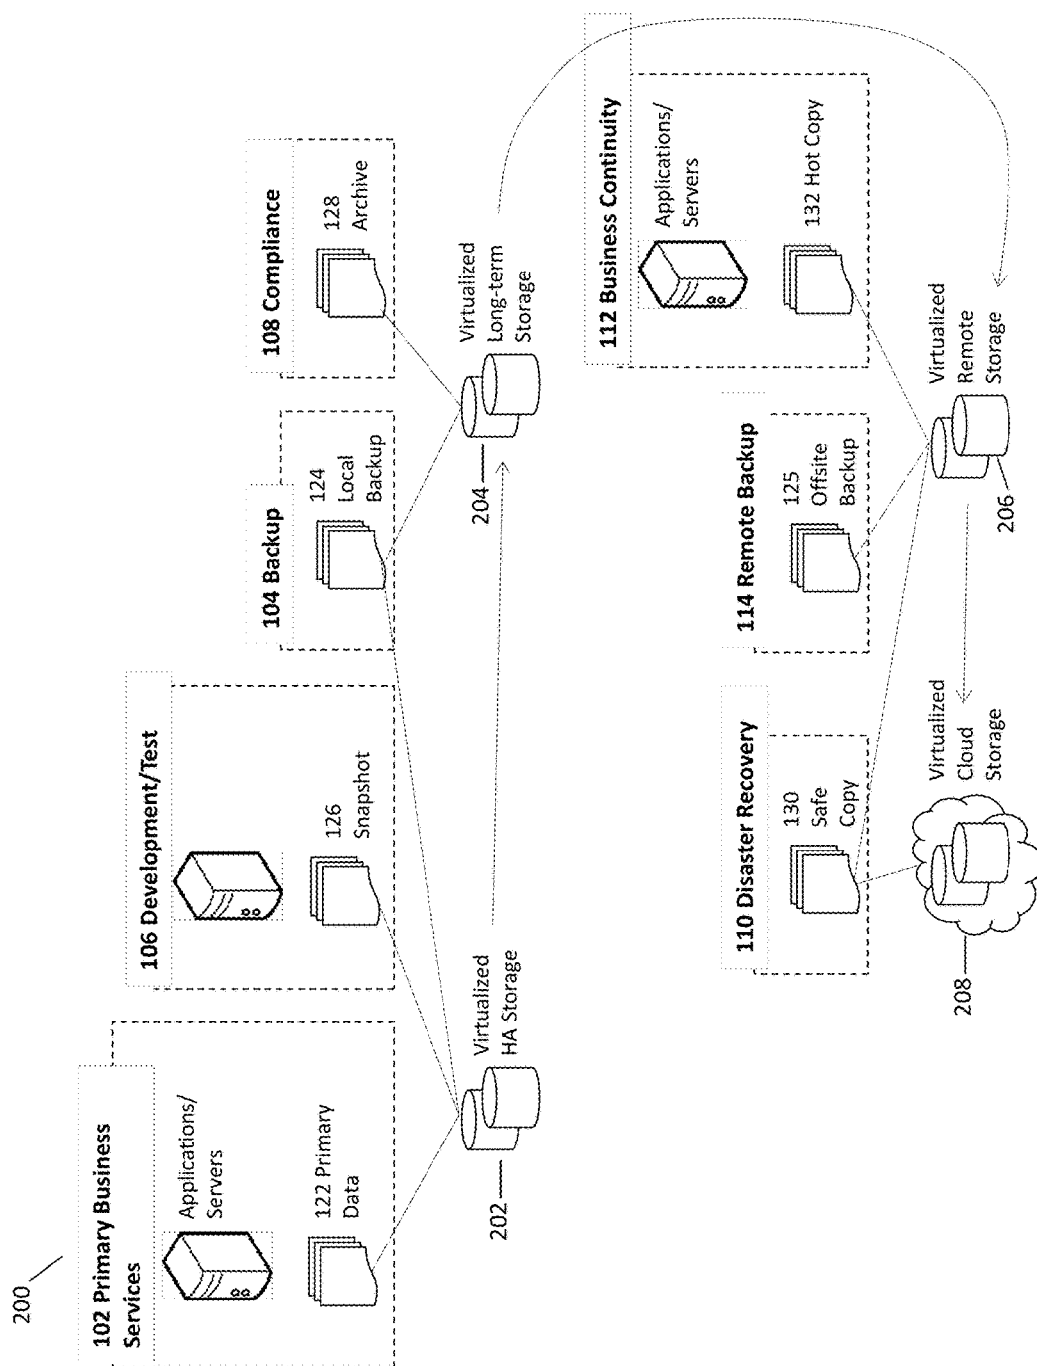 200
102 Primary Business
Services
Applications/
Servers
122 Primary
Data
106 Development/Test
126
Snapshot
104 Backup
124
Local
Backup
108 Compliance
128
Archive
202
Virtualized
HA Storage
204
Virtualized
Long-term
Storage
110 Disaster Recovery
130
Safe
Copy
114 Remote Backup
125
Offsite
Backup
112 Business Continuity
Applications/
Servers
132 Hot Copy
208
Virtualized
Cloud
Storage
206
Virtualized
Remote
Storage